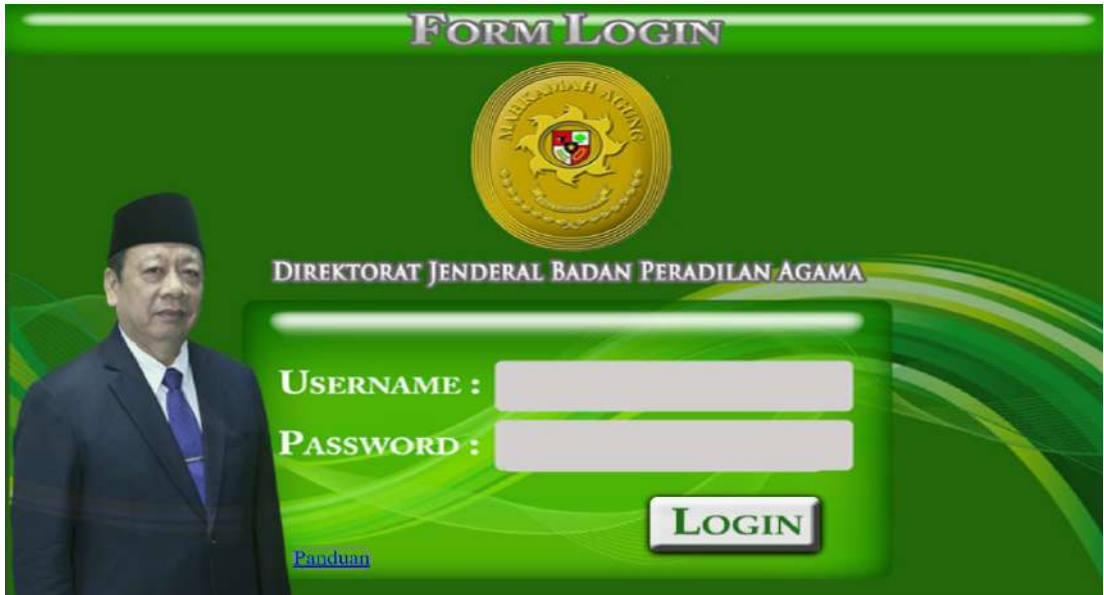 FORM LOGIN
MAHKAMAH AGUNG
DIREKTORAT JENDERAL BADAN PERADILAN AGAMA
USERNAME :
PASSWORD :
LOGIN
Panduan